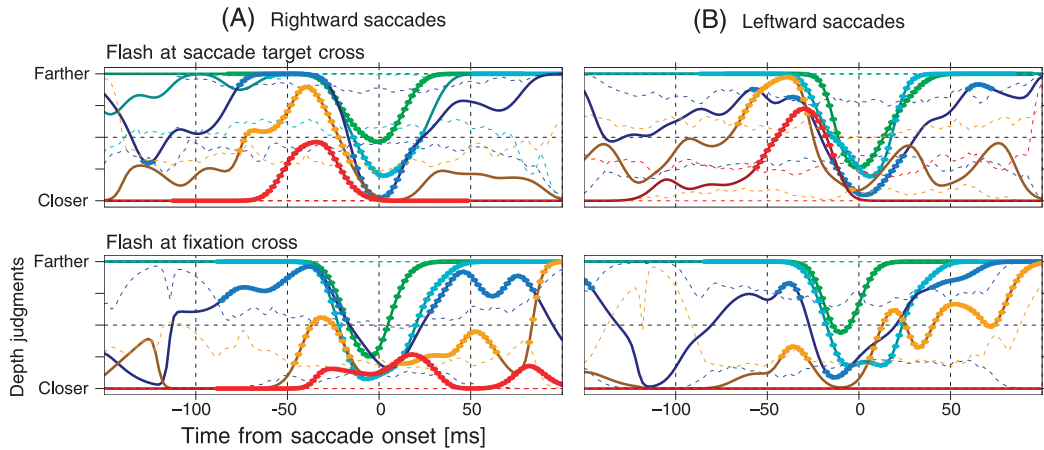 (A) Rightward saccades
(B) Leftward saccades
Flash at saccade target cross
Farther
Closer
Flash at fixation cross
Farther
Closer
Depth judgments
−100 −50 0 50
−100 −50 0 50
Time from saccade onset [ms]